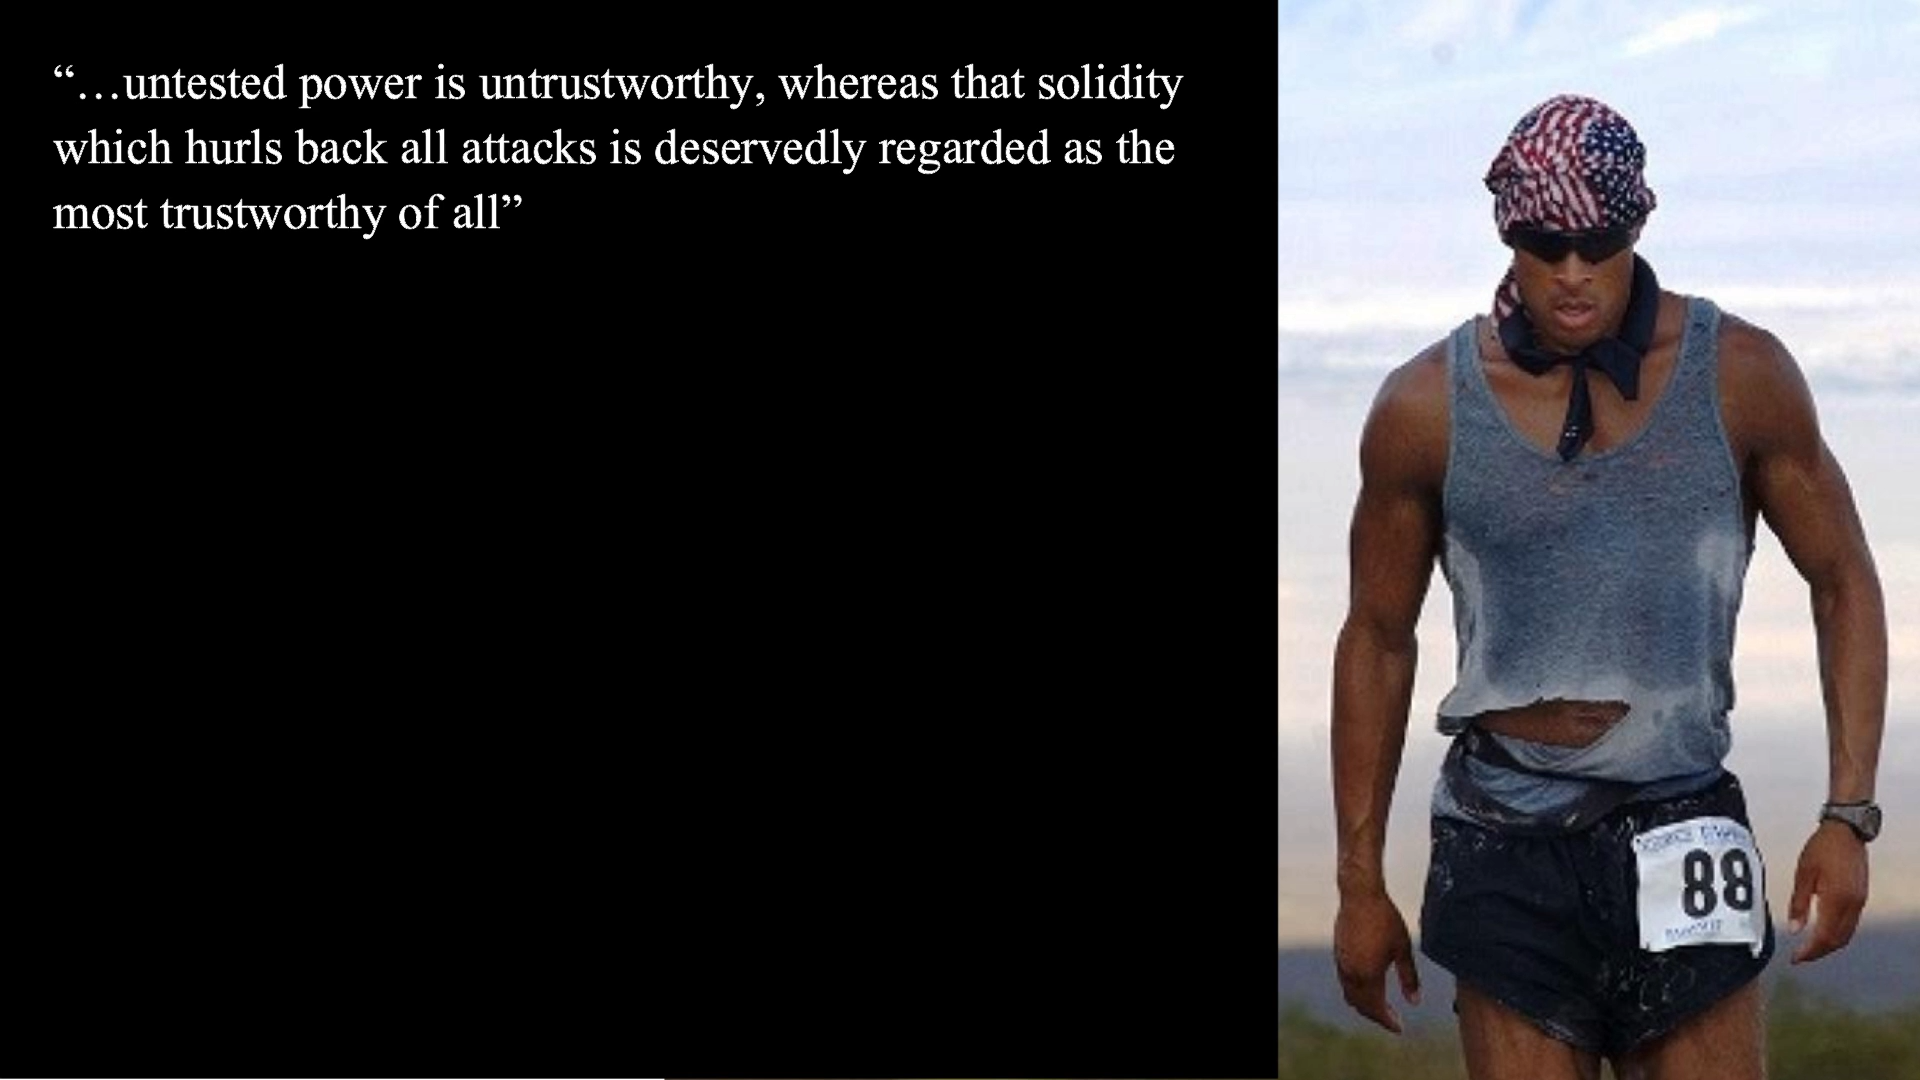 “…untested power is untrustworthy, whereas that solidity
which hurls back all attacks is deservedly regarded as the
most trustworthy of all”
88